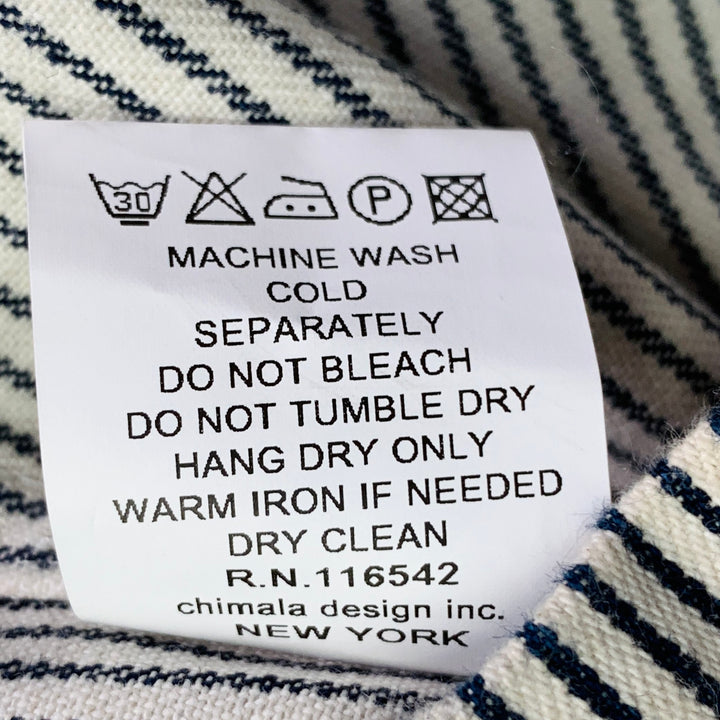 30 P
MACHINE WASH
COLD
SEPARATELY
DO NOT BLEACH
DO NOT TUMBLE DRY
HANG DRY ONLY
WARM IRON IF NEEDED
DRY CLEAN
R.N.116542
chimala design inc.
NEW YORK